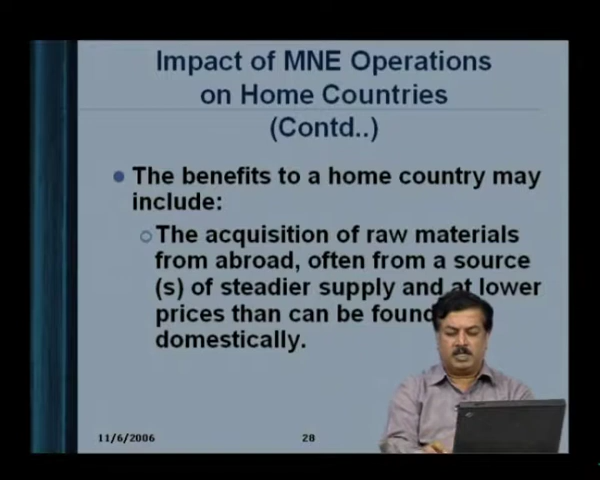 Impact of MNE Operations
on Home Countries
(Contd..)
The benefits to a home country may
include:
The acquisition of raw materials
from abroad, often from a source
(s) of steadier supply and at lower
prices than can be found
domestically.
11/6/2006
28